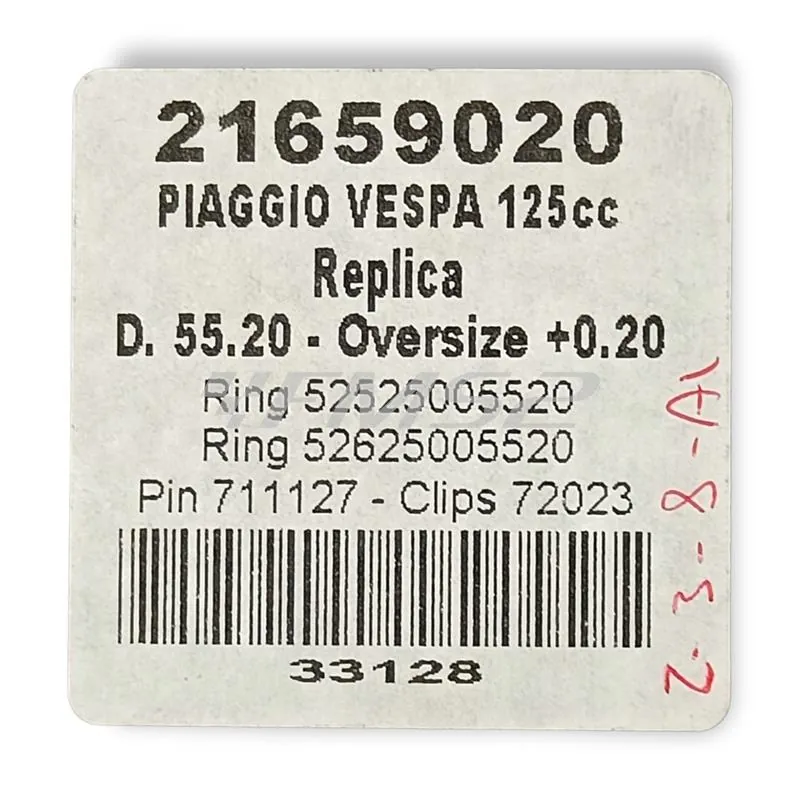 21659020
PIAGGIO VESPA 125cc
Replica
D. 55.20 - Oversize +0.20
Ring 52525005520
Ring 52625005520
Pin 711127 - Clips 72023
33128